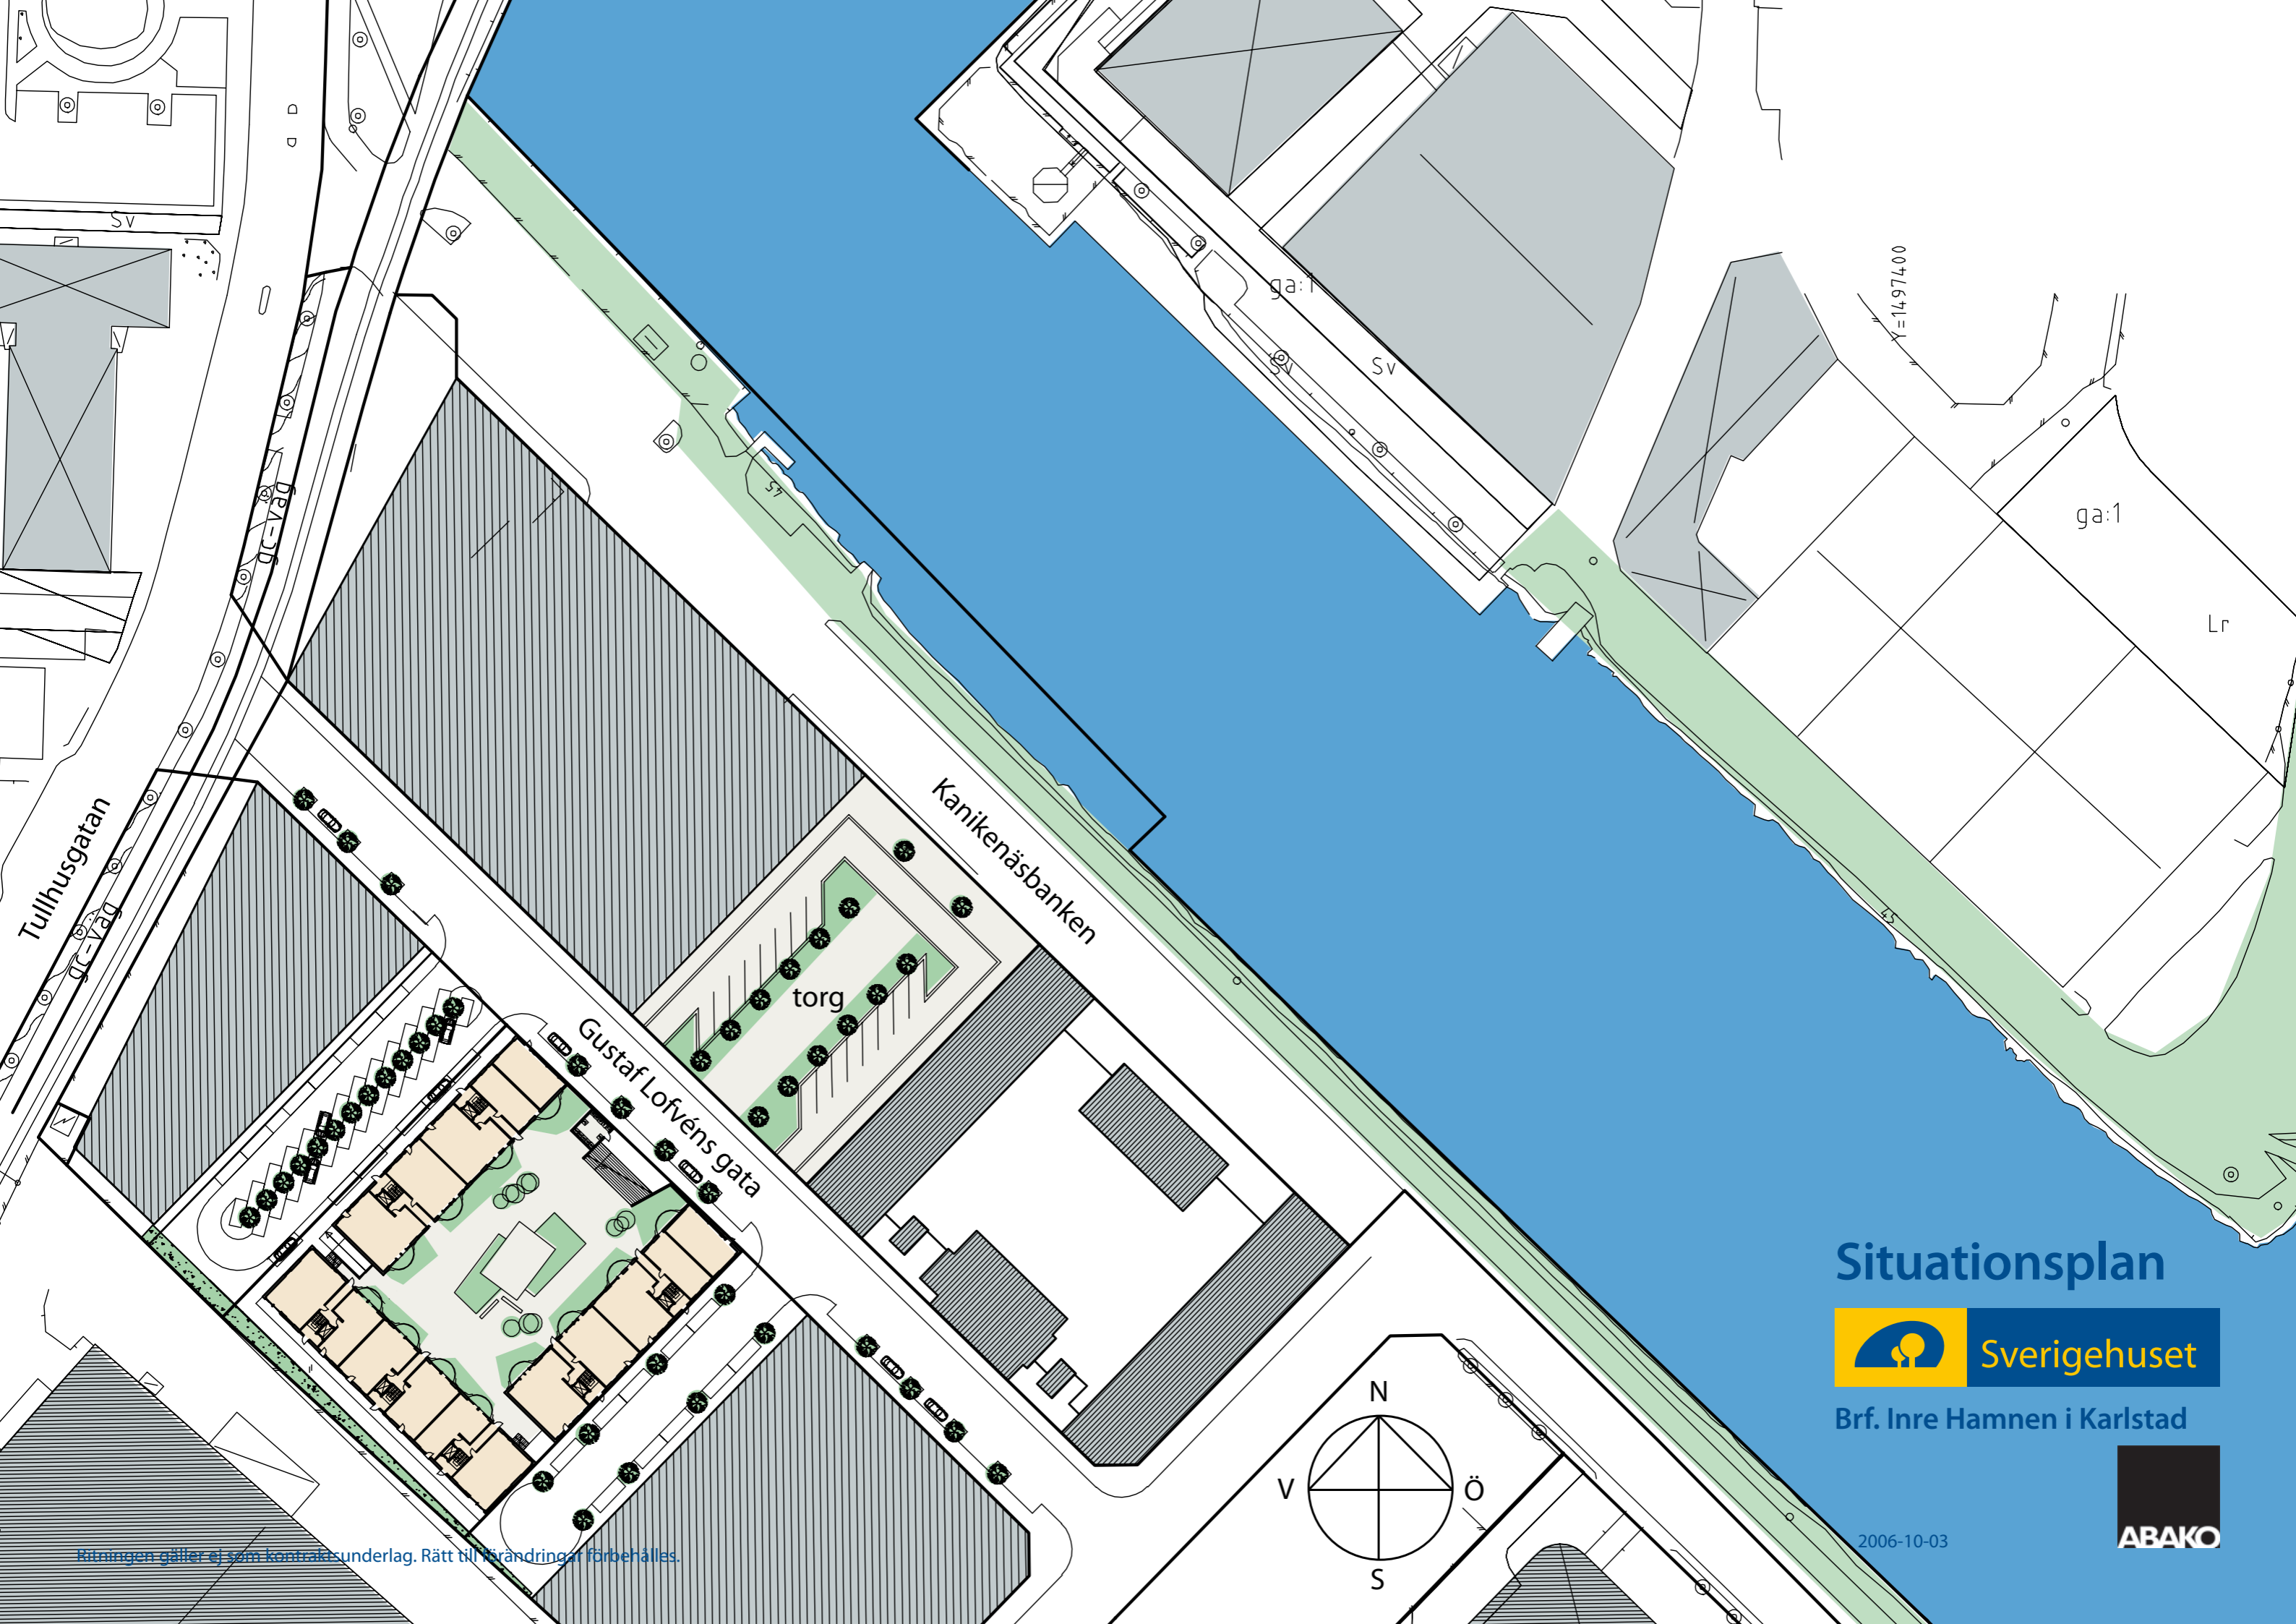 Sv
Y=1497400
ga:1
Sv
Sv
gc-väg
45
ga:1
Lr
Tullhusgatan
Kanikenäsbanken
gc-väg
45
torg
Gustaf Lofvéns gata
Situationsplan
Sverigehuset
Brf. Inre Hamnen i Karlstad
N
V
Ö
S
2006-10-03
ABAKO
Ritningen gäller ej som kontraktsunderlag. Rätt till förändringar förbehålles.